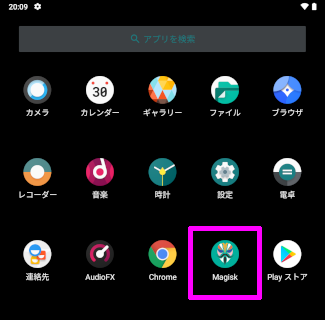 20:09
アプリを検索
カメラ
30
カレンダー
ギャラリー
ファイル
ブラウザ
レコーダー
音楽
時計
設定
電卓
連絡先
AudioFX
Chrome
Magisk
Play ストア